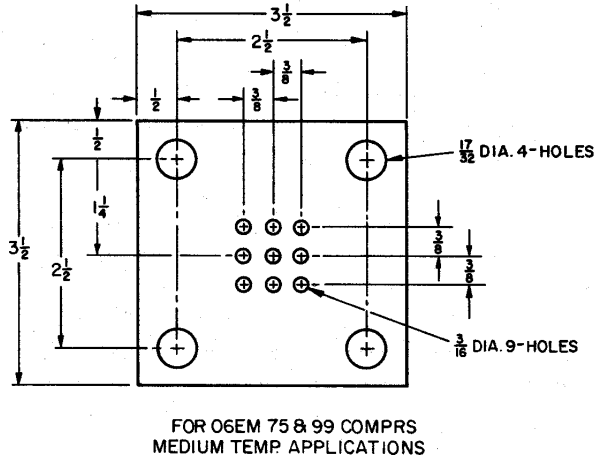 3 1/2
2 1/2
3/8
1/2
3/8
1/2
17/32 DIA. 4-HOLES
1 1/4
3 1/2
2 1/2
3/8
3/8
3/16 DIA. 9-HOLES
FOR 06EM 75 & 99 COMPRS
MEDIUM TEMP. APPLICATIONS